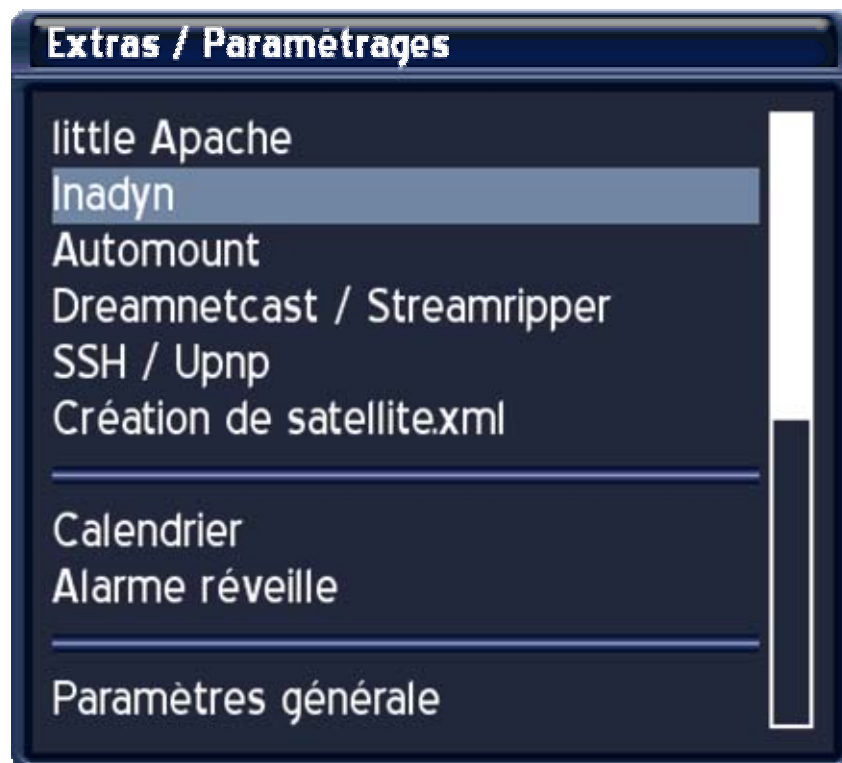 Extras / Paramétrages
little Apache
Inadyn
Automount
Dreamnetcast / Streamripper
SSH / Upnp
Création de satellite.xml
Calendrier
Alarme réveille
Paramètres générale